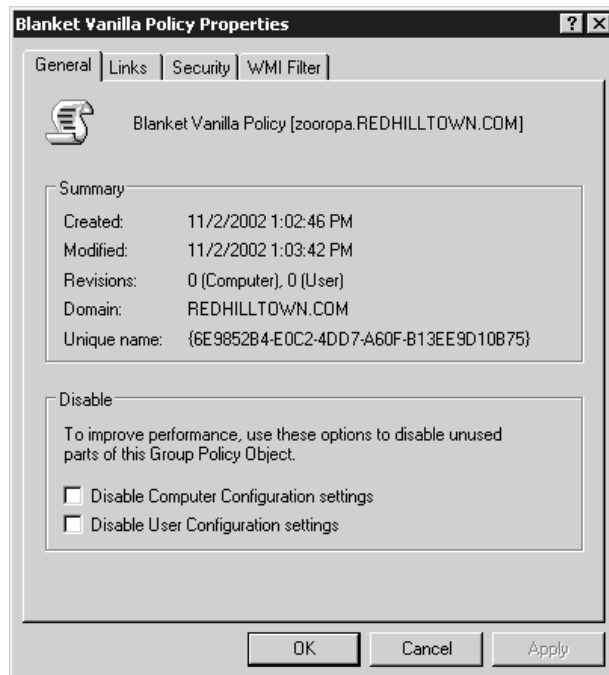 Blanket Vanilla Policy Properties
General
Links
Security
WMI Filter
Blanket Vanilla Policy [zooropa.REDHILLTOWN.COM]
Summary
Created: 11/2/2002 1:02:46 PM
Modified: 11/2/2002 1:03:42 PM
Revisions: 0 (Computer), 0 (User)
Domain: REDHILLTOWN.COM
Unique name: {6E9852B4-E0C2-4DD7-A60F-B13EE9D10B75}
Disable
To improve performance, use these options to disable unused
parts of this Group Policy Object.
Disable Computer Configuration settings
Disable User Configuration settings
OK
Cancel
Apply